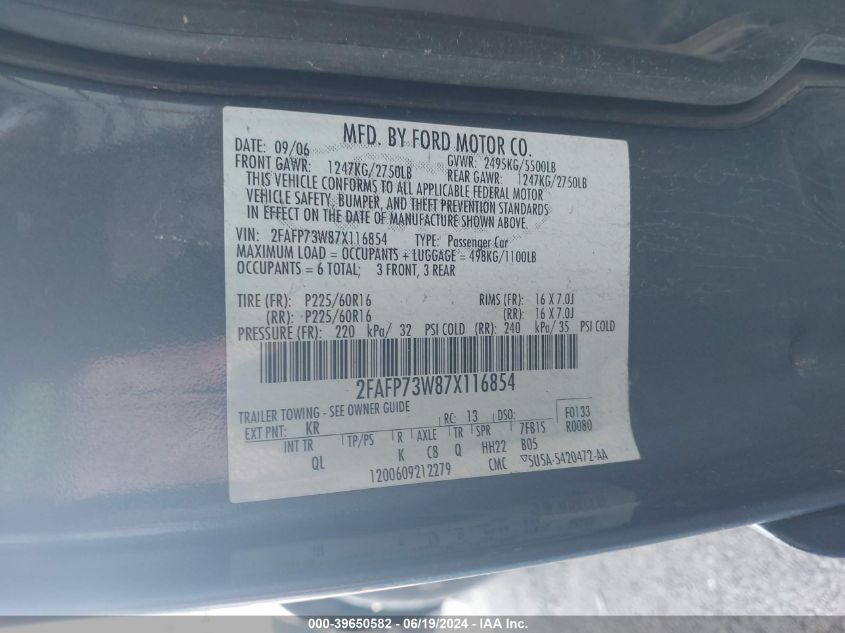 MFD. BY FORD MOTOR CO.
DATE: 09/06 GVWR: 2495KG/5500LB
FRONT GAWR: 1247KG/2750LB REAR GAWR: 1247KG/2750LB
THIS VEHICLE CONFORMS TO ALL APPLICABLE FEDERAL MOTOR
VEHICLE SAFETY, BUMPER, AND THEFT PREVENTION STANDARDS
IN EFFECT ON THE DATE OF MANUFACTURE SHOWN ABOVE.
VIN: 2FAFP73W87X116854 TYPE: Passenger Car
MAXIMUM LOAD = OCCUPANTS + LUGGAGE = 498KG/1100LB
OCCUPANTS = 6 TOTAL; 3 FRONT, 3 REAR
TIRE (FR): P225/60R16 RIMS (FR): 16 X 7.0J
(RR): P225/60R16 (RR): 16 X 7.0J
PRESSURE (FR): 220 kPa/ 32 PSI COLD (RR): 240 kPa/ 35 PSI COLD
2FAFP73W87X116854
TRAILER TOWING - SEE OWNER GUIDE
EXT PNT: KR RC: 13 DSO: F0133
INT TR TP/PS R AXLE TR SPR 7FB15 R0080
QL K C8 Q HH22 B05
1200609212279 CMC 5U5A-5420472-AA
000-39650582 - 06/19/2024 - IAA Inc.